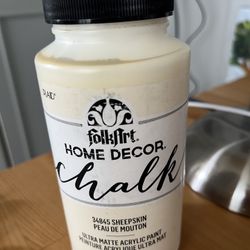 folkArt.
HOME DECOR.
chalk
34845 SHEEPSKIN
PEAU DE MOUTON
ULTRA MATTE ACRYLIC PAINT
PEINTURE ACRYLIQUE ULTRA MAT